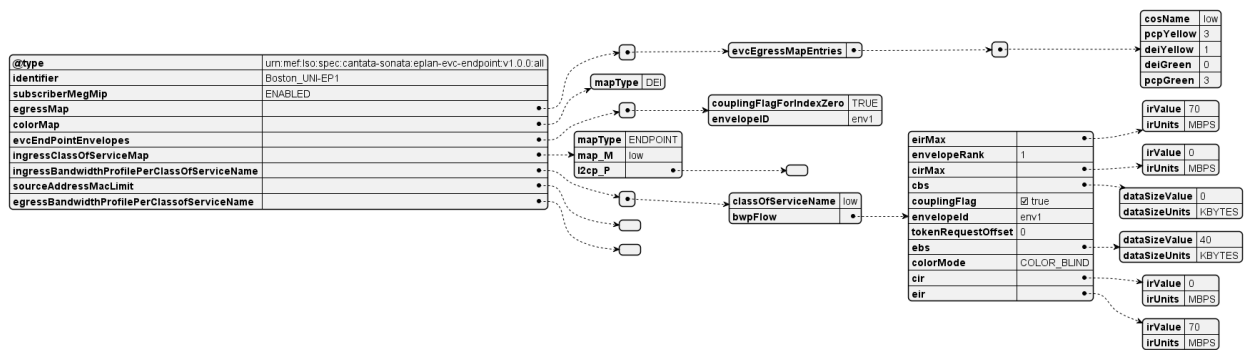 @type urn:mef:lso:spec:cantata-sonata:eplan-evc-endpoint:v1.0.0:all
identifier Boston_UNI-EP1
subscriberMegMip ENABLED
egressMap
colorMap
evcEndPointEnvelopes
ingressClassOfServiceMap
ingressBandwidthProfilePerClassOfServiceName
sourceAddressMacLimit
egressBandwidthProfilePerClassofServiceName
evcEgressMapEntries
cosName low
pcpYellow 3
deiYellow 1
deiGreen 0
pcpGreen 3
mapType DEI
couplingFlagForIndexZero TRUE
envelopeID env1
mapType ENDPOINT
map_M low
l2cp_P
classOfServiceName low
bwpFlow
eirMax
envelopeRank 1
cirMax
cbs
couplingFlag ☑ true
envelopeId env1
tokenRequestOffset 0
ebs
colorMode COLOR_BLIND
cir
eir
irValue 70
irUnits MBPS
irValue 0
irUnits MBPS
dataSizeValue 0
dataSizeUnits KBYTES
dataSizeValue 40
dataSizeUnits KBYTES
irValue 0
irUnits MBPS
irValue 70
irUnits MBPS